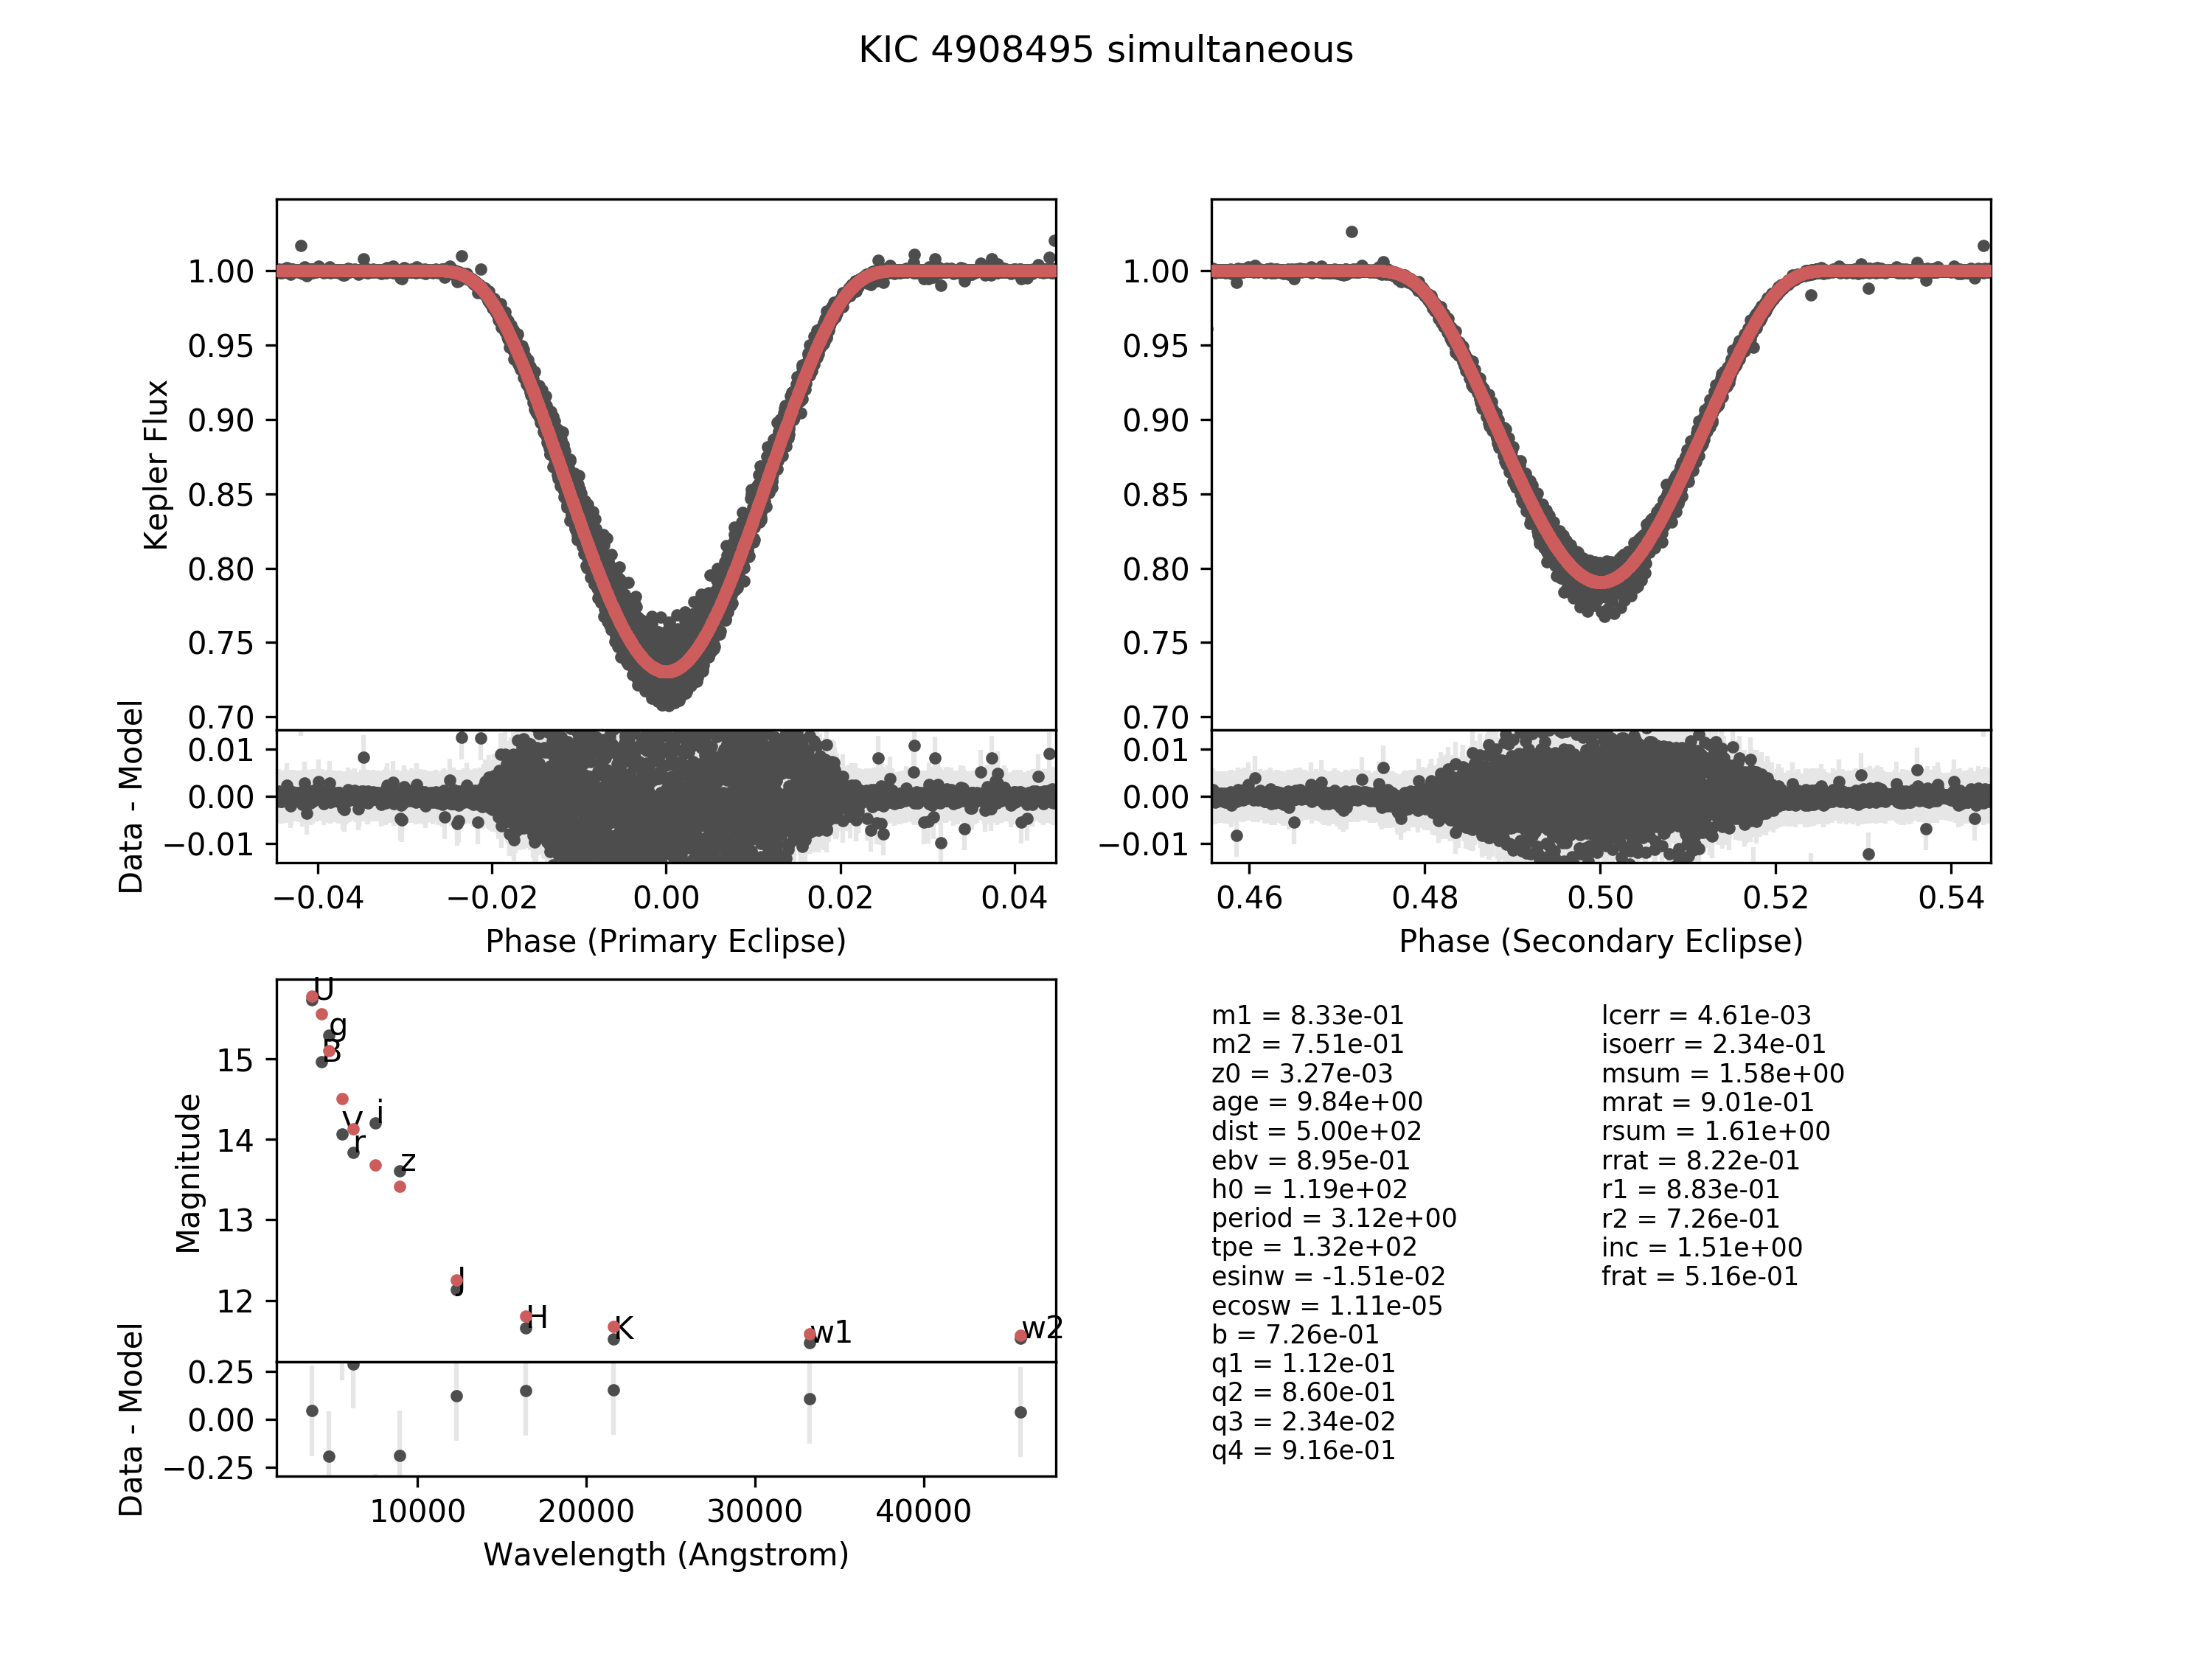 KIC 4908495 simultaneous
Kepler Flux
1.00
0.95
0.90
0.85
0.80
0.75
0.70
1.00
0.95
0.90
0.85
0.80
0.75
0.70
Data - Model
0.01
0.00
−0.01
0.01
0.00
−0.01
−0.04 −0.02 0.00 0.02 0.04
0.46 0.48 0.50 0.52 0.54
Phase (Primary Eclipse)
Phase (Secondary Eclipse)
Magnitude
15
14
13
12
U
g
B
V
i
r
z
J
H
K
w1
w2
Data - Model
0.25
0.00
−0.25
10000 20000 30000 40000
Wavelength (Angstrom)
m1 = 8.33e-01
m2 = 7.51e-01
z0 = 3.27e-03
age = 9.84e+00
dist = 5.00e+02
ebv = 8.95e-01
h0 = 1.19e+02
period = 3.12e+00
tpe = 1.32e+02
esinw = -1.51e-02
ecosw = 1.11e-05
b = 7.26e-01
q1 = 1.12e-01
q2 = 8.60e-01
q3 = 2.34e-02
q4 = 9.16e-01
lcerr = 4.61e-03
isoerr = 2.34e-01
msum = 1.58e+00
mrat = 9.01e-01
rsum = 1.61e+00
rrat = 8.22e-01
r1 = 8.83e-01
r2 = 7.26e-01
inc = 1.51e+00
frat = 5.16e-01